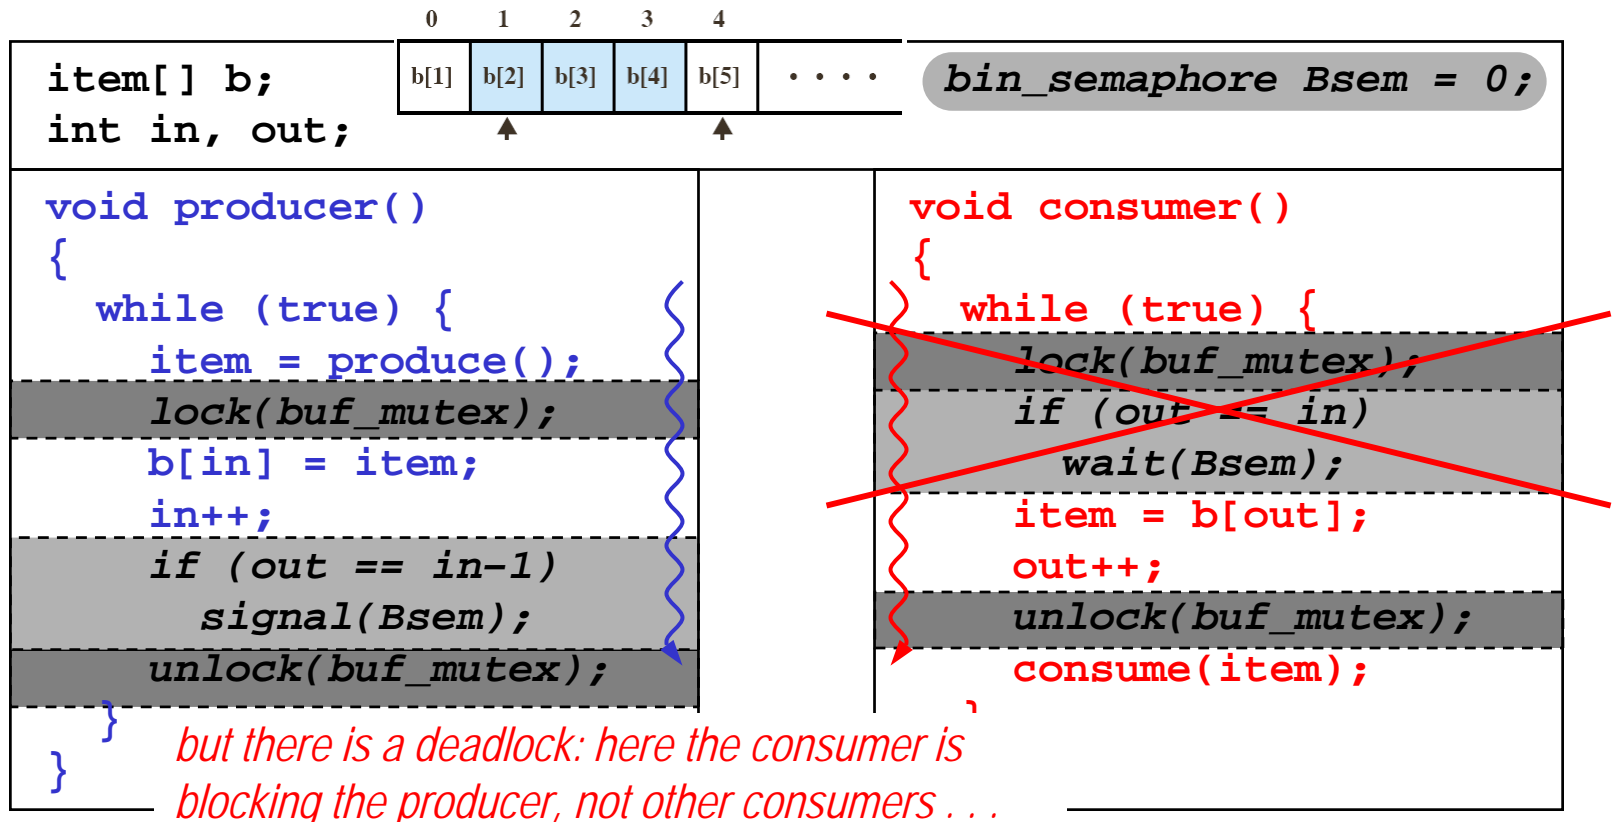 0 1 2 3 4
item[] b;
b[1] b[2] b[3] b[4] b[5] . . . .
bin_semaphore Bsem = 0;
int in, out;
void producer()
{
while (true) {
item = produce();
lock(buf_mutex);
b[in] = item;
in++;
if (out == in-1)
signal(Bsem);
unlock(buf_mutex);
}
}
void consumer()
{
while (true) {
lock(buf_mutex);
if (out == in)
wait(Bsem);
item = b[out];
out++;
unlock(buf_mutex);
consume(item);
}
but there is a deadlock: here the consumer is
blocking the producer, not other consumers . . .